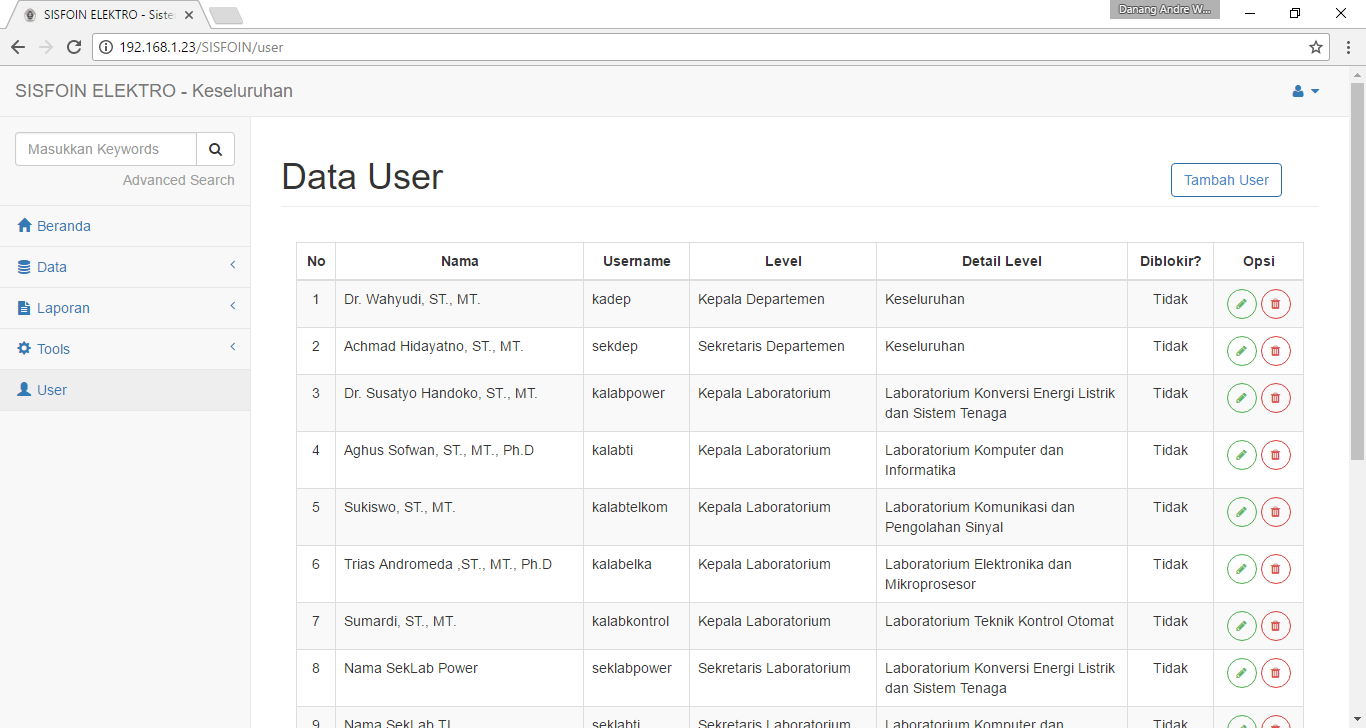 SISFOIN ELEKTRO - Siste
Danang Andre W...
192.168.1.23/SISFOIN/user
SISFOIN ELEKTRO - Keseluruhan
Masukkan Keywords
Advanced Search
Beranda
Data
Laporan
Tools
User
Data User
Tambah User
No Nama Username Level Detail Level Diblokir? Opsi
1 Dr. Wahyudi, ST., MT. kadep Kepala Departemen Keseluruhan Tidak
2 Achmad Hidayatno, ST., MT. sekdep Sekretaris Departemen Keseluruhan Tidak
3 Dr. Susatyo Handoko, ST., MT. kalabpower Kepala Laboratorium Laboratorium Konversi Energi Listrik Tidak
dan Sistem Tenaga
4 Aghus Sofwan, ST., MT., Ph.D kalabti Kepala Laboratorium Laboratorium Komputer dan Tidak
Informatika
5 Sukiswo, ST., MT. kalabtelkom Kepala Laboratorium Laboratorium Komunikasi dan Tidak
Pengolahan Sinyal
6 Trias Andromeda ,ST., MT., Ph.D kalabelka Kepala Laboratorium Laboratorium Elektronika dan Tidak
Mikroprosesor
7 Sumardi, ST., MT. kalabkontrol Kepala Laboratorium Laboratorium Teknik Kontrol Otomat Tidak
8 Nama SekLab Power seklabpower Sekretaris Laboratorium Laboratorium Konversi Energi Listrik Tidak
dan Sistem Tenaga
9 Nama SekLab TI seklabti Sekretaris Laboratorium Laboratorium Komputer dan Tidak